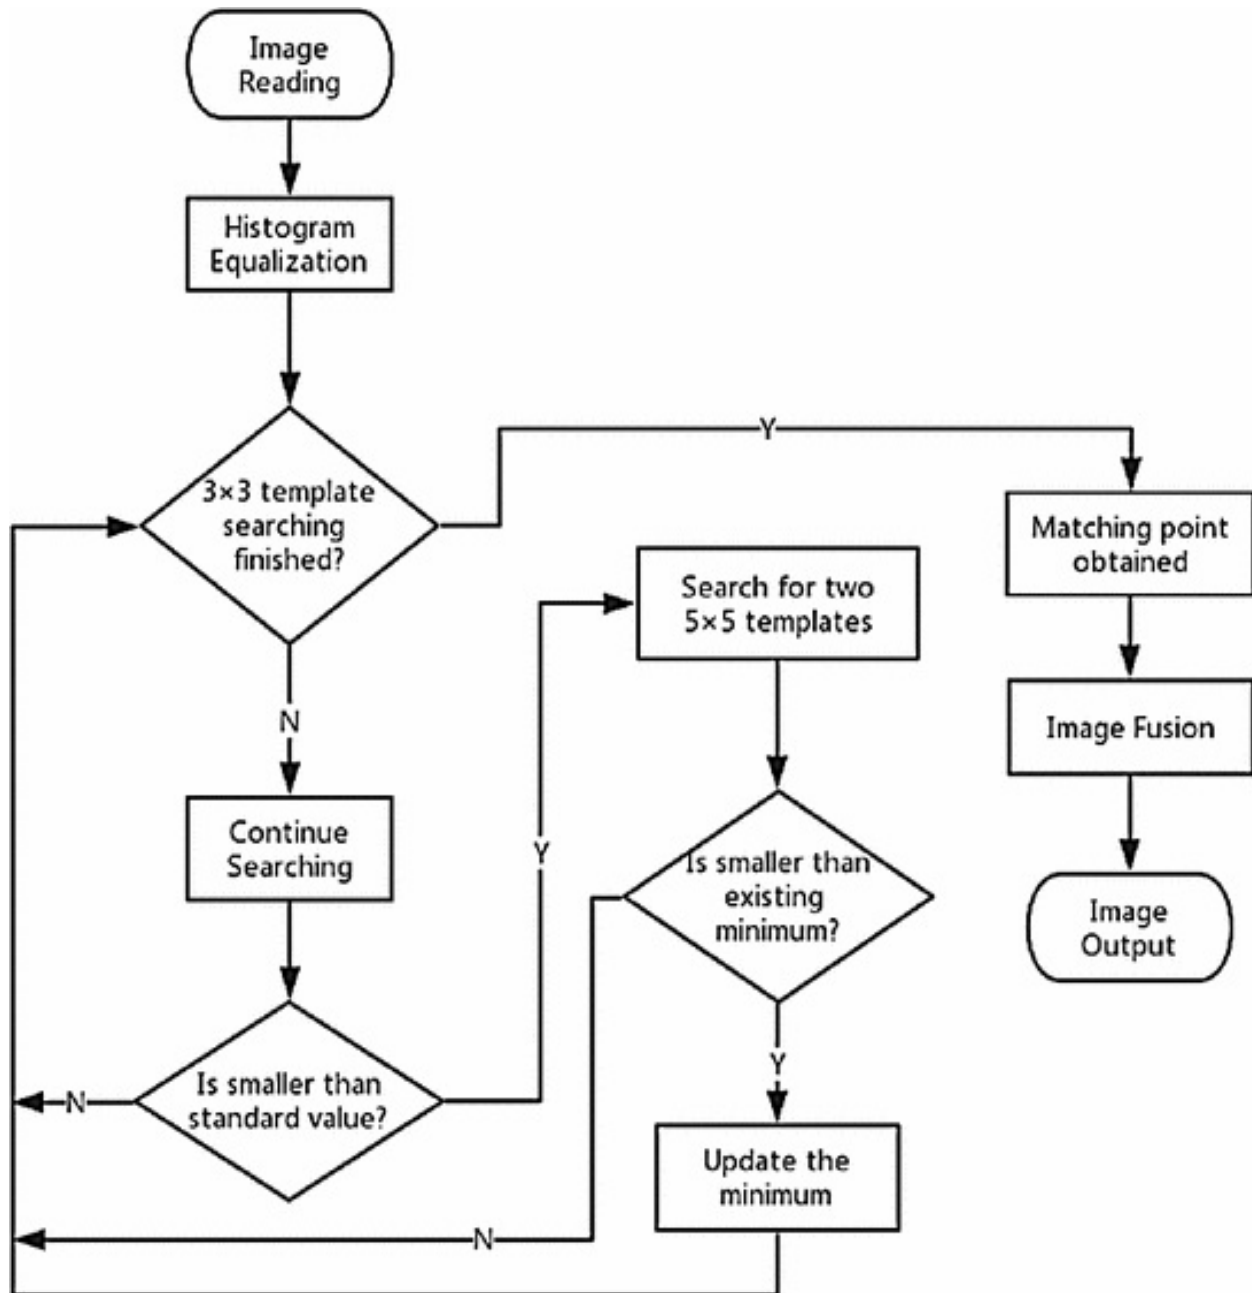 Image
Reading
Histogram
Equalization
3×3 template
searching
finished?
Y
N
Continue
Searching
Is smaller than
standard value?
N
Y
Search for two
5×5 templates
Is smaller than
existing
minimum?
N
Y
Update the
minimum
Matching point
obtained
Image Fusion
Image
Output